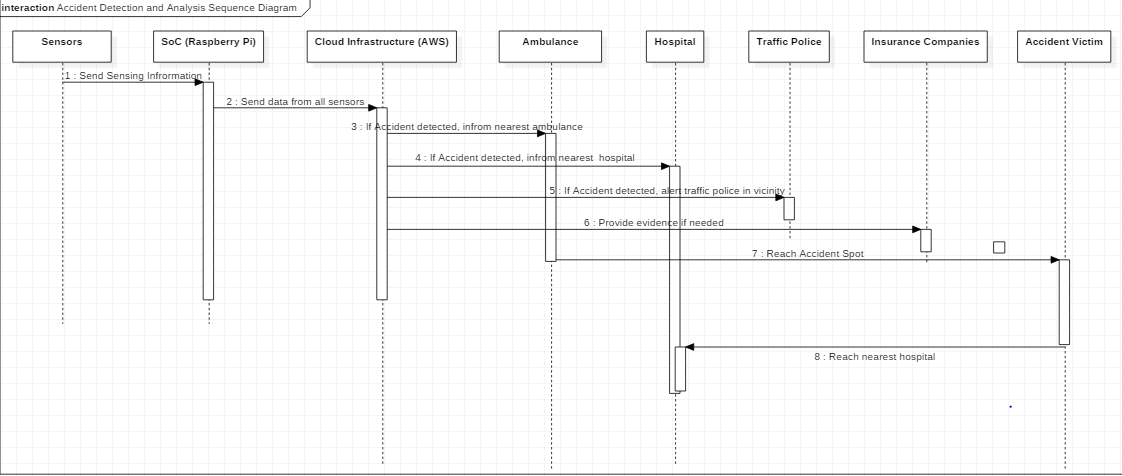 interaction Accident Detection and Analysis Sequence Diagram
Sensors
SoC (Raspberry Pi)
Cloud Infrastructure (AWS)
Ambulance
Hospital
Traffic Police
Insurance Companies
Accident Victim
1 : Send Sensing Information
2 : Send data from all sensors
3 : If Accident detected, infrom nearest ambulance
4 : If Accident detected, infrom nearest hospital
5 : If Accident detected, alert traffic police in vicinity
6 : Provide evidence if needed
7 : Reach Accident Spot
8 : Reach nearest hospital